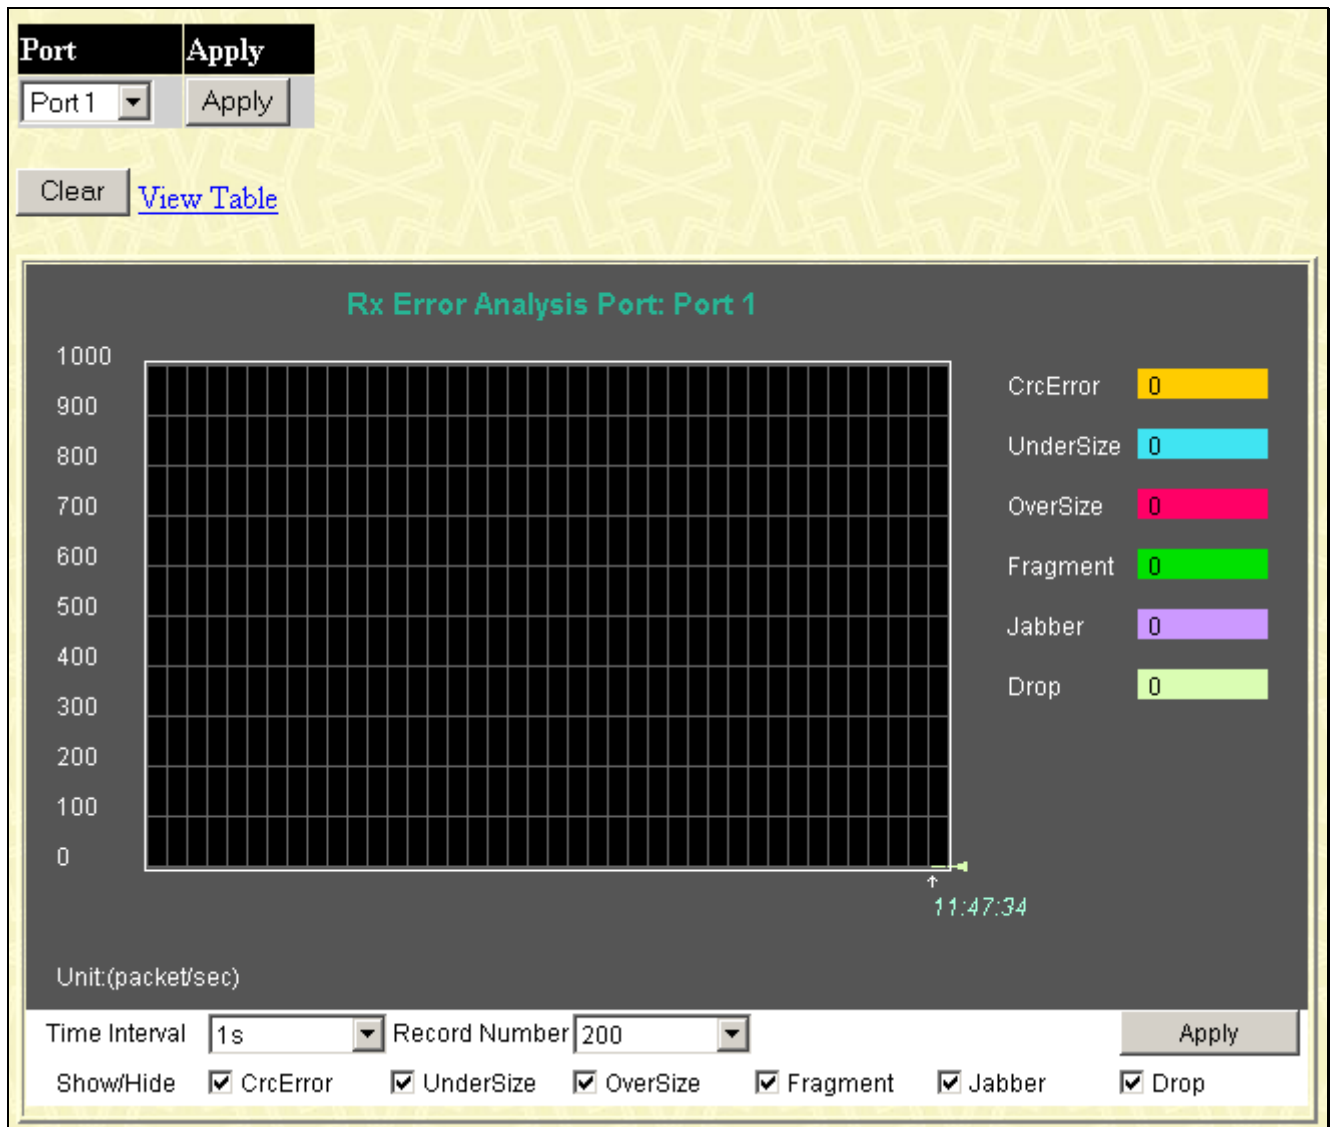 Port Apply
Port 1 Apply
Clear View Table
Rx Error Analysis Port: Port 1
1000
900
800
700
600
500
400
300
200
100
0
CrcError 0
UnderSize 0
OverSize 0
Fragment 0
Jabber 0
Drop 0
11:47:34
Unit:(packet/sec)
Time Interval 1s Record Number 200 Apply
Show/Hide CrcError UnderSize OverSize Fragment Jabber Drop